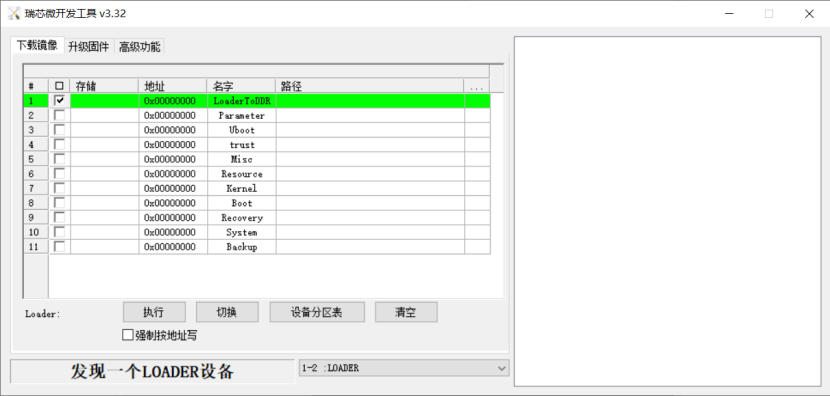 瑞芯微开发工具 v3.32
下载镜像 升级固件 高级功能
# 存储 地址 名字 路径 ...
1 0x00000000 LoaderToDDR
2 0x00000000 Parameter
3 0x00000000 Uboot
4 0x00000000 trust
5 0x00000000 Misc
6 0x00000000 Resource
7 0x00000000 Kernel
8 0x00000000 Boot
9 0x00000000 Recovery
10 0x00000000 System
11 0x00000000 Backup
Loader: 执行 切换 设备分区表 清空
强制按地址写
发现一个LOADER设备 1-2 :LOADER